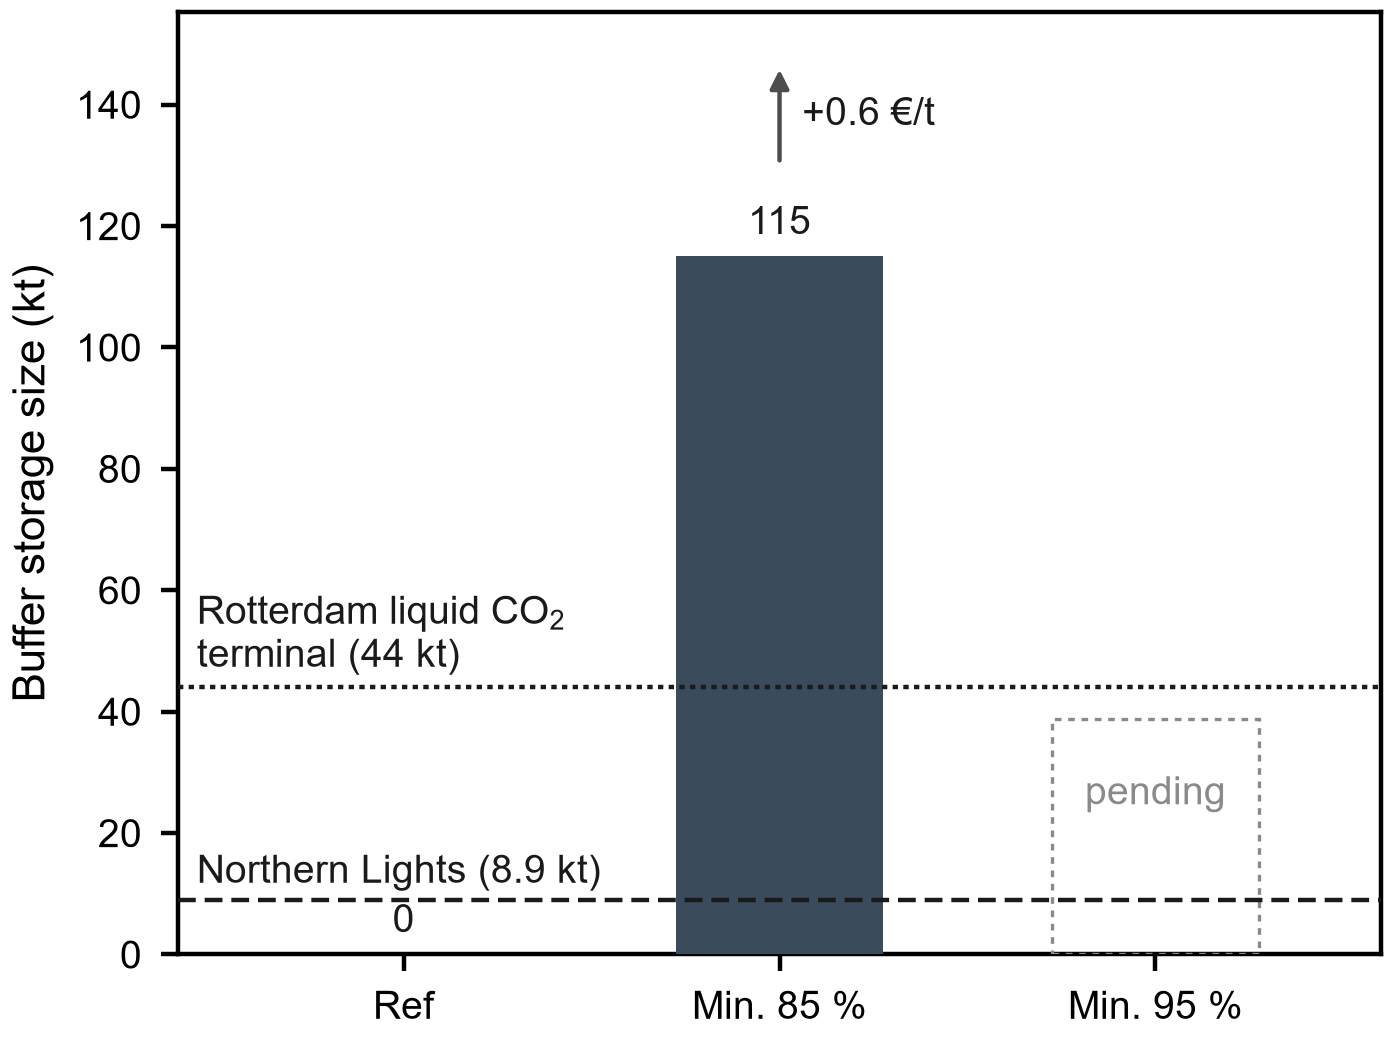 Buffer storage size (kt)
140
120
100
80
60
40
20
0
+0.6 €/t
115
Rotterdam liquid CO₂
terminal (44 kt)
pending
Northern Lights (8.9 kt)
0
Ref
Min. 85 %
Min. 95 %